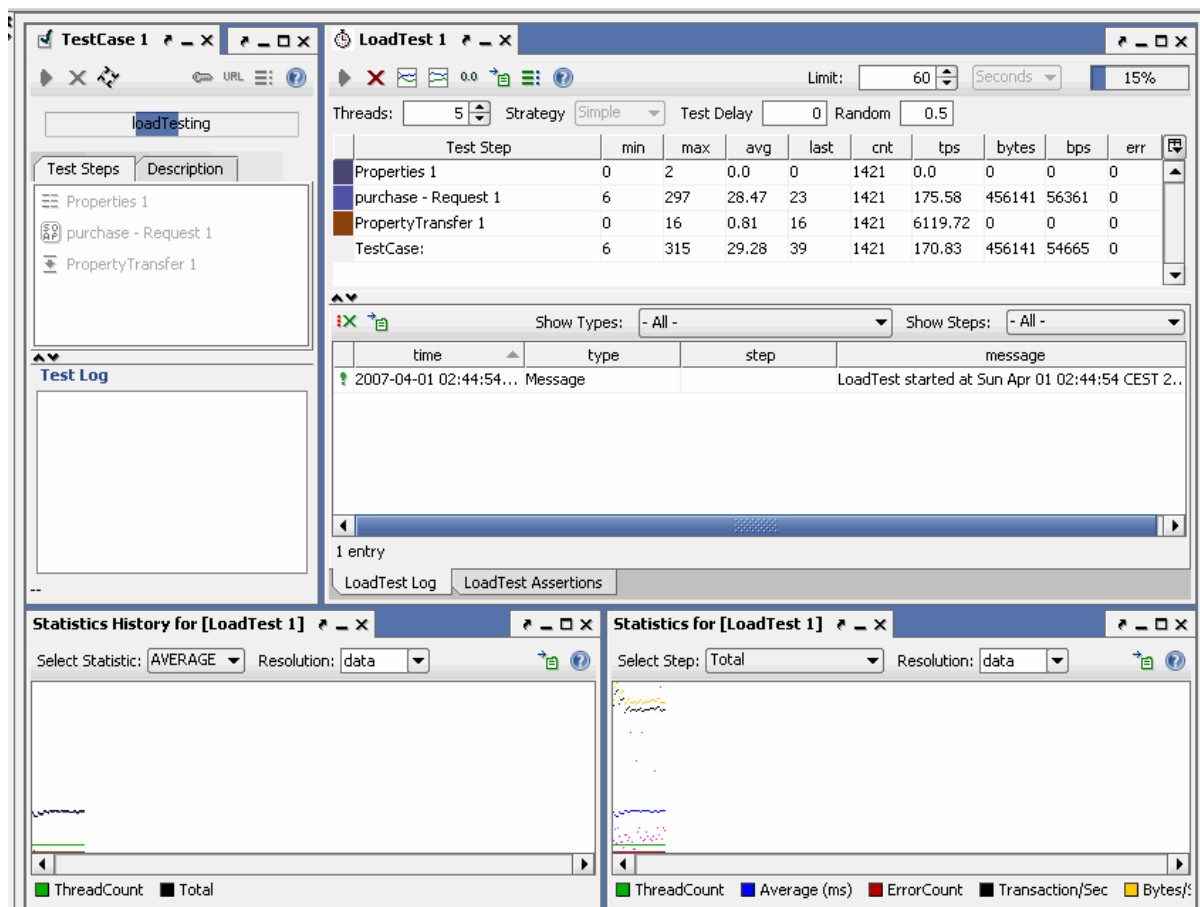 TestCase 1
URL
loadTesting
Test Steps Description
Properties 1
purchase - Request 1
PropertyTransfer 1
Test Log
--
LoadTest 1
0.0 Limit: 60 Seconds 15%
Threads: 5 Strategy Simple Test Delay 0 Random 0.5
Test Step min max avg last cnt tps bytes bps err
Properties 1 0 2 0.0 0 1421 0.0 0 0 0
purchase - Request 1 6 297 28.47 23 1421 175.58 456141 56361 0
PropertyTransfer 1 0 16 0.81 16 1421 6119.72 0 0 0
TestCase: 6 315 29.28 39 1421 170.83 456141 54665 0
Show Types: - All - Show Steps: - All -
time type step message
2007-04-01 02:44:54... Message LoadTest started at Sun Apr 01 02:44:54 CEST 2..
1 entry
LoadTest Log LoadTest Assertions
Statistics History for [LoadTest 1]
Select Statistic: AVERAGE Resolution: data
ThreadCount Total
Statistics for [LoadTest 1]
Select Step: Total Resolution: data
ThreadCount Average (ms) ErrorCount Transaction/Sec Bytes/S